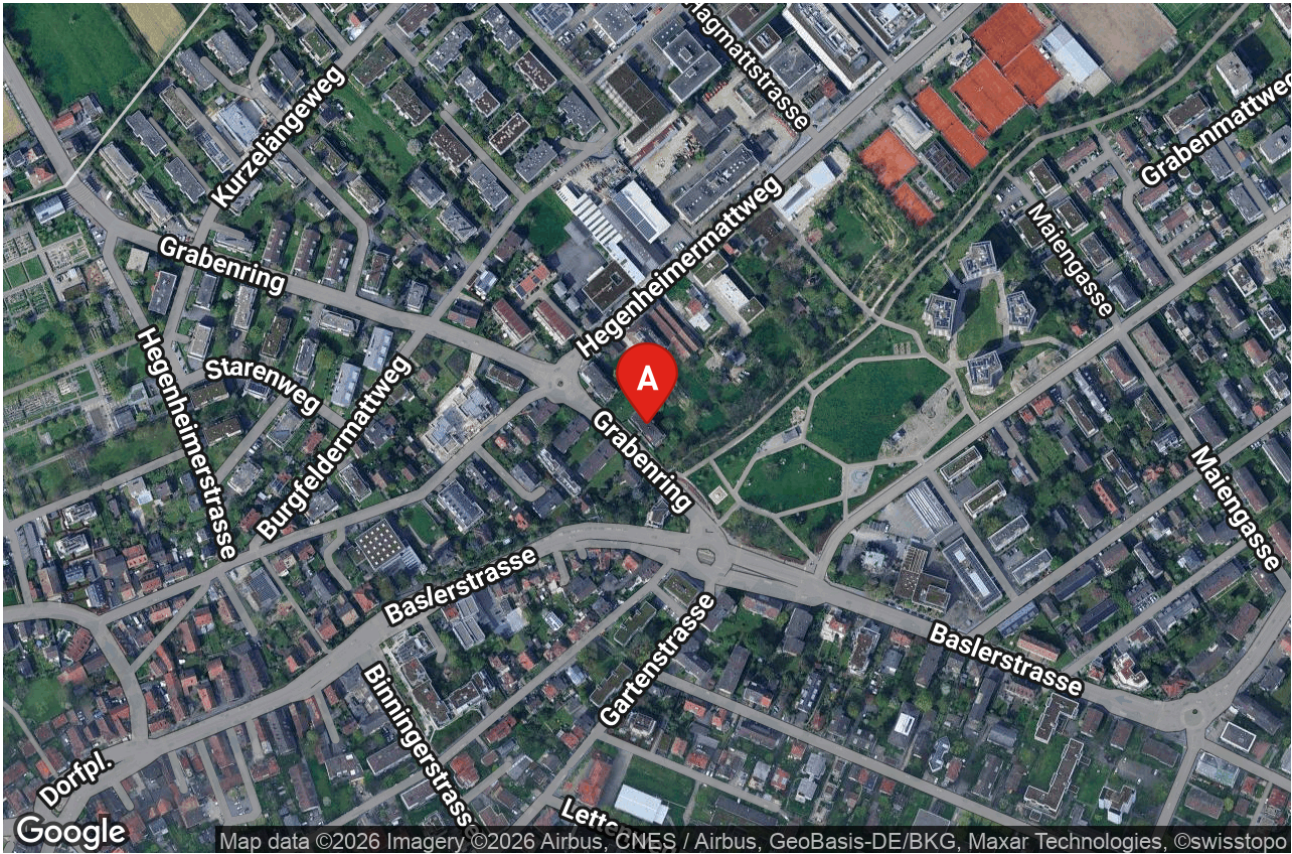 Hagmattstrasse
Kurzelängeweg
Grabenmattweg
Hegenheimermattweg
Maiengasse
Grabenring
Hegenheimerstrasse
Starenweg
Burgfeldermattweg
A
Grabenring
Maiengasse
Baslerstrasse
Gartenstrasse
Baslerstrasse
Binningerstrasse
Dorfpl.
Google
Map data ©2026 Imagery ©2026 Airbus, CNES / Airbus, GeoBasis-DE/BKG, Maxar Technologies, ©swisstopo